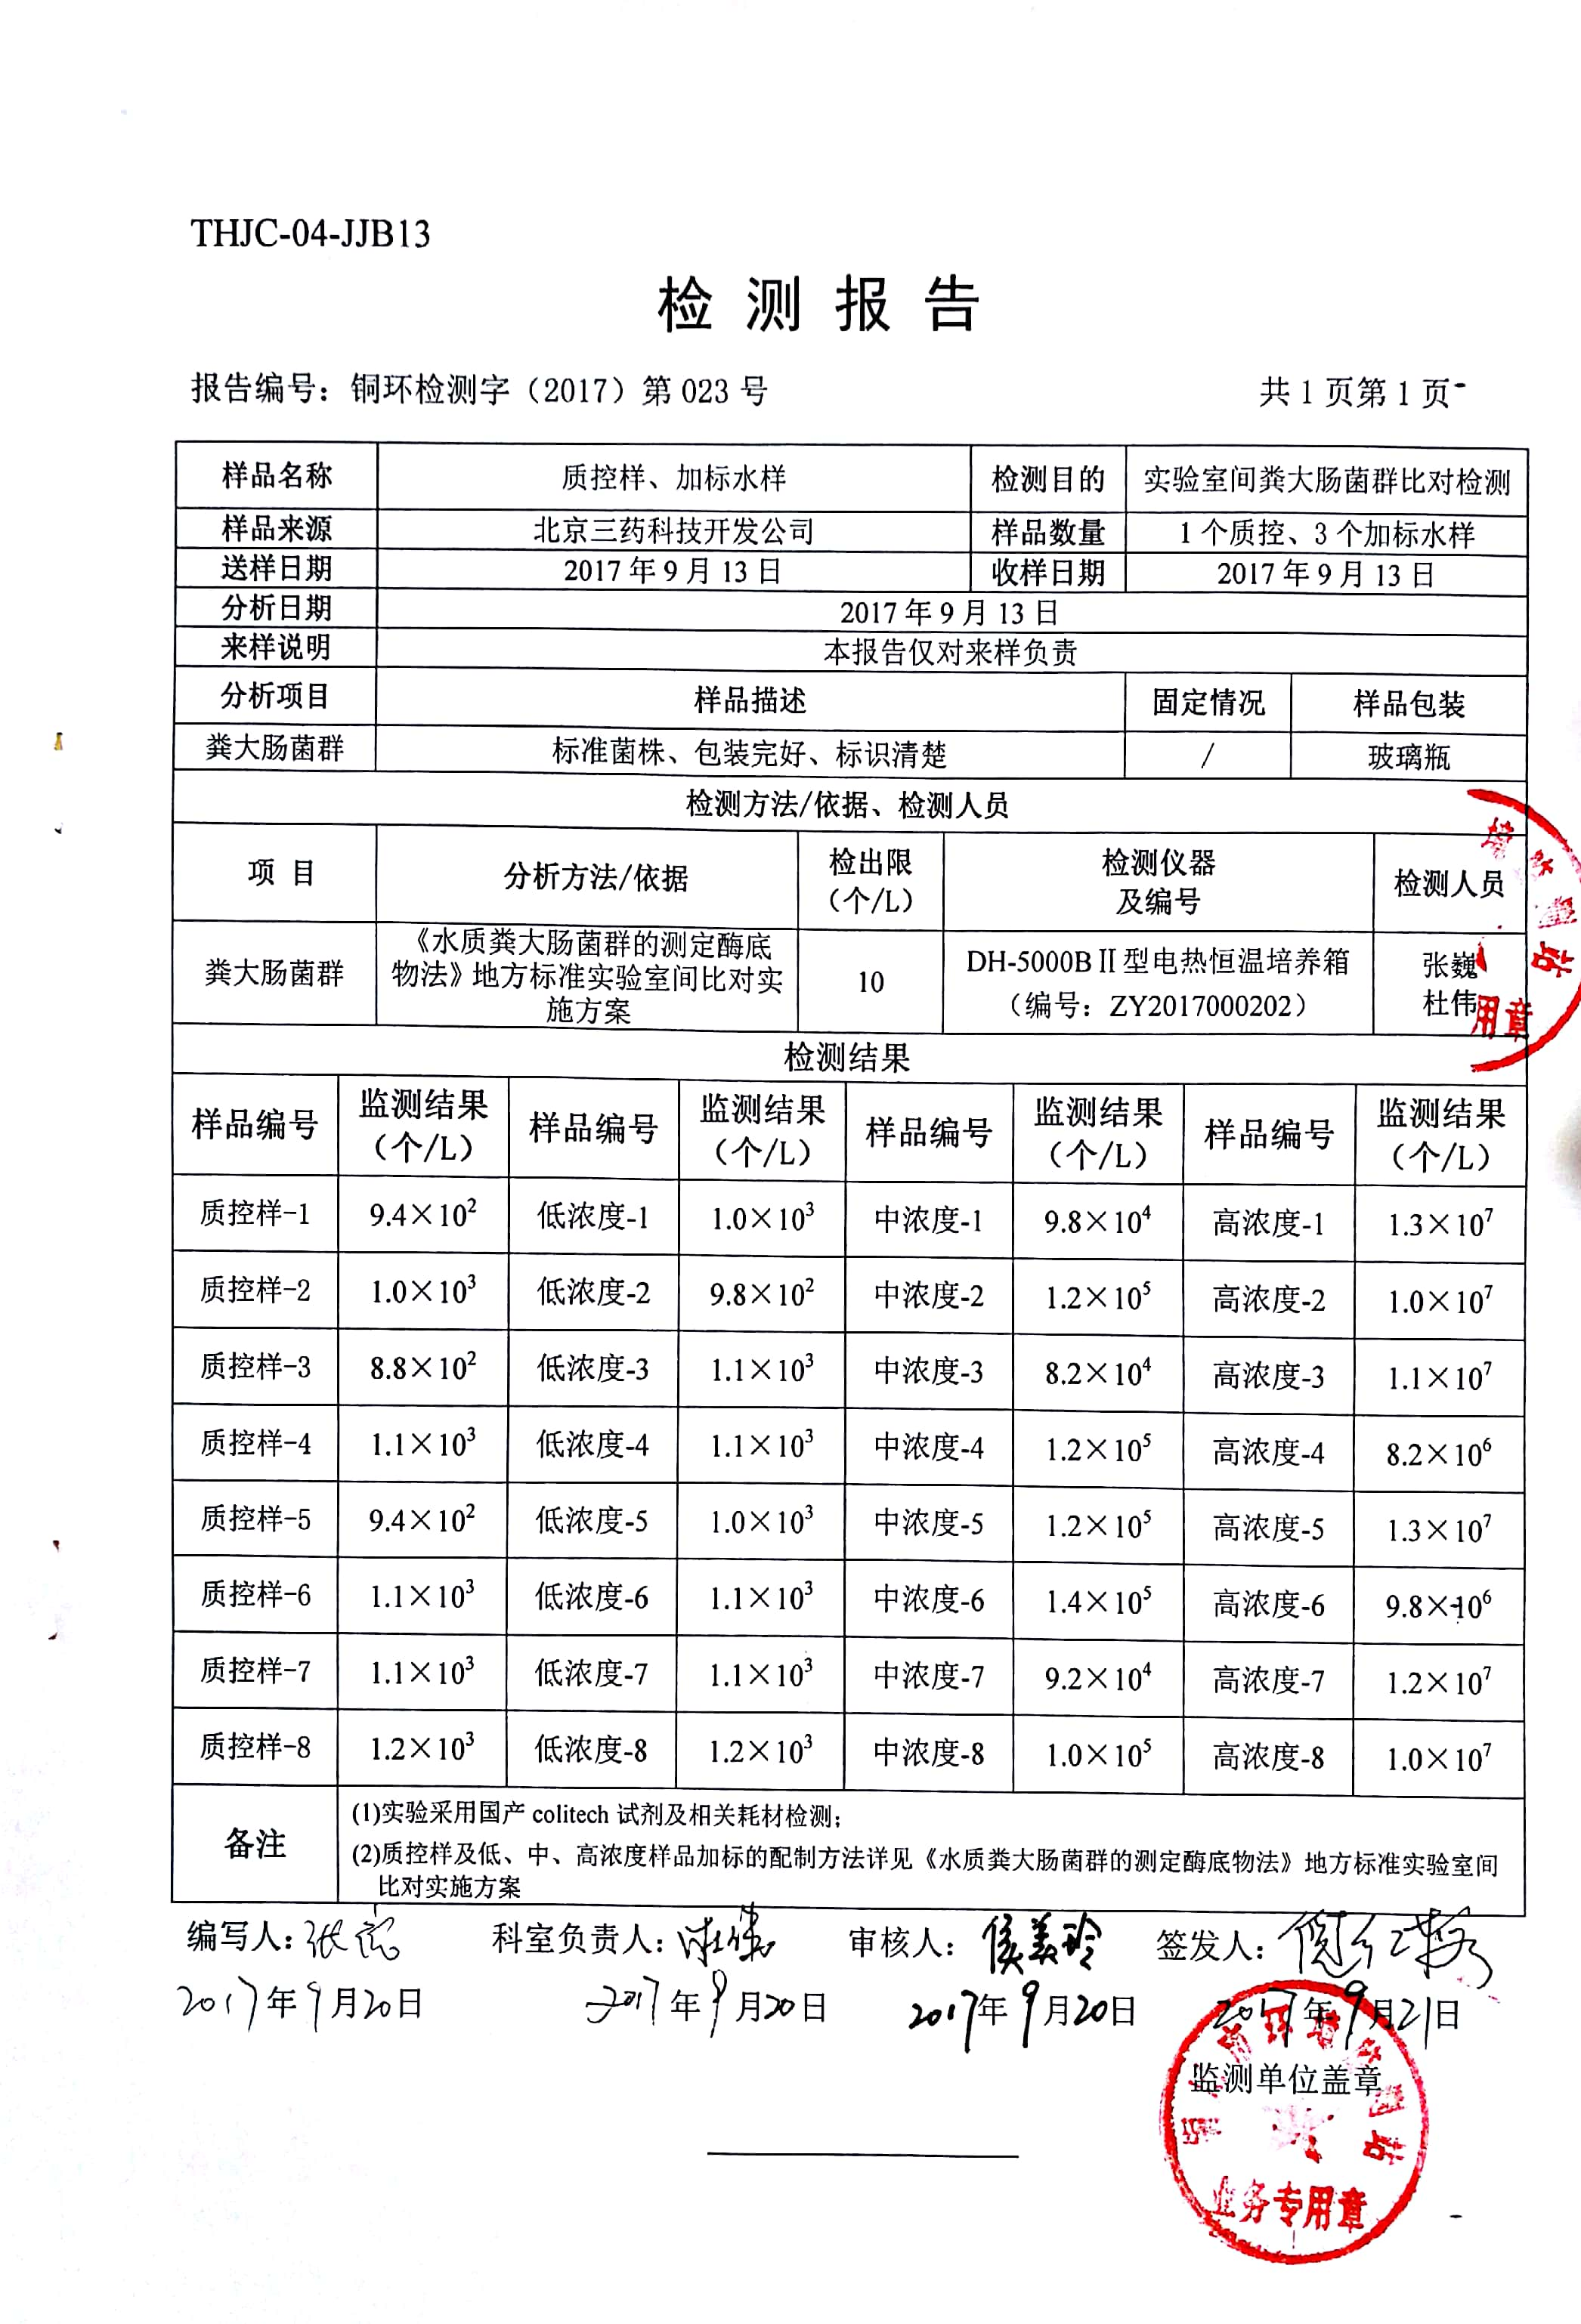 THJC-04-JJB13
检测报告
报告编号：铜环检测字（2017）第 023 号 共 1 页第 1 页
样品名称 质控样、加标水样 检测目的 实验室间粪大肠菌群比对检测
样品来源 北京三药科技开发公司 样品数量 1 个质控、3 个加标水样
送样日期 2017 年 9 月 13 日 收样日期 2017 年 9 月 13 日
分析日期 2017 年 9 月 13 日
来样说明 本报告仅对来样负责
分析项目 样品描述 固定情况 样品包装
粪大肠菌群 标准菌株、包装完好、标识清楚 / 玻璃瓶
检测方法/依据、检测人员
项 目 分析方法/依据 检出限（个/L） 检测仪器及编号 检测人员
粪大肠菌群 《水质粪大肠菌群的测定酶底物法》地方标准实验室间比对实施方案 10 DH-5000BⅡ型电热恒温培养箱（编号：ZY2017000202） 张巍 杜伟
检测结果
样品编号 监测结果（个/L） 样品编号 监测结果（个/L） 样品编号 监测结果（个/L） 样品编号 监测结果（个/L）
质控样-1 9.4×10² 低浓度-1 1.0×10³ 中浓度-1 9.8×10⁴ 高浓度-1 1.3×10⁷
质控样-2 1.0×10³ 低浓度-2 9.8×10² 中浓度-2 1.2×10⁵ 高浓度-2 1.0×10⁷
质控样-3 8.8×10² 低浓度-3 1.1×10³ 中浓度-3 8.2×10⁴ 高浓度-3 1.1×10⁷
质控样-4 1.1×10³ 低浓度-4 1.1×10³ 中浓度-4 1.2×10⁵ 高浓度-4 8.2×10⁶
质控样-5 9.4×10² 低浓度-5 1.0×10³ 中浓度-5 1.2×10⁵ 高浓度-5 1.3×10⁷
质控样-6 1.1×10³ 低浓度-6 1.1×10³ 中浓度-6 1.4×10⁵ 高浓度-6 9.8×10⁶
质控样-7 1.1×10³ 低浓度-7 1.1×10³ 中浓度-7 9.2×10⁴ 高浓度-7 1.2×10⁷
质控样-8 1.2×10³ 低浓度-8 1.2×10³ 中浓度-8 1.0×10⁵ 高浓度-8 1.0×10⁷
备注 (1)实验采用国产 colitech 试剂及相关耗材检测；
(2)质控样及低、中、高浓度样品加标的配制方法详见《水质粪大肠菌群的测定酶底物法》地方标准实验室间
比对实施方案
编写人： 科室负责人： 审核人：侯美玲 签发人：
2017年9月20日 2017年9月20日 2017年9月20日 2017年9月21日
监测单位盖章
业务专用章